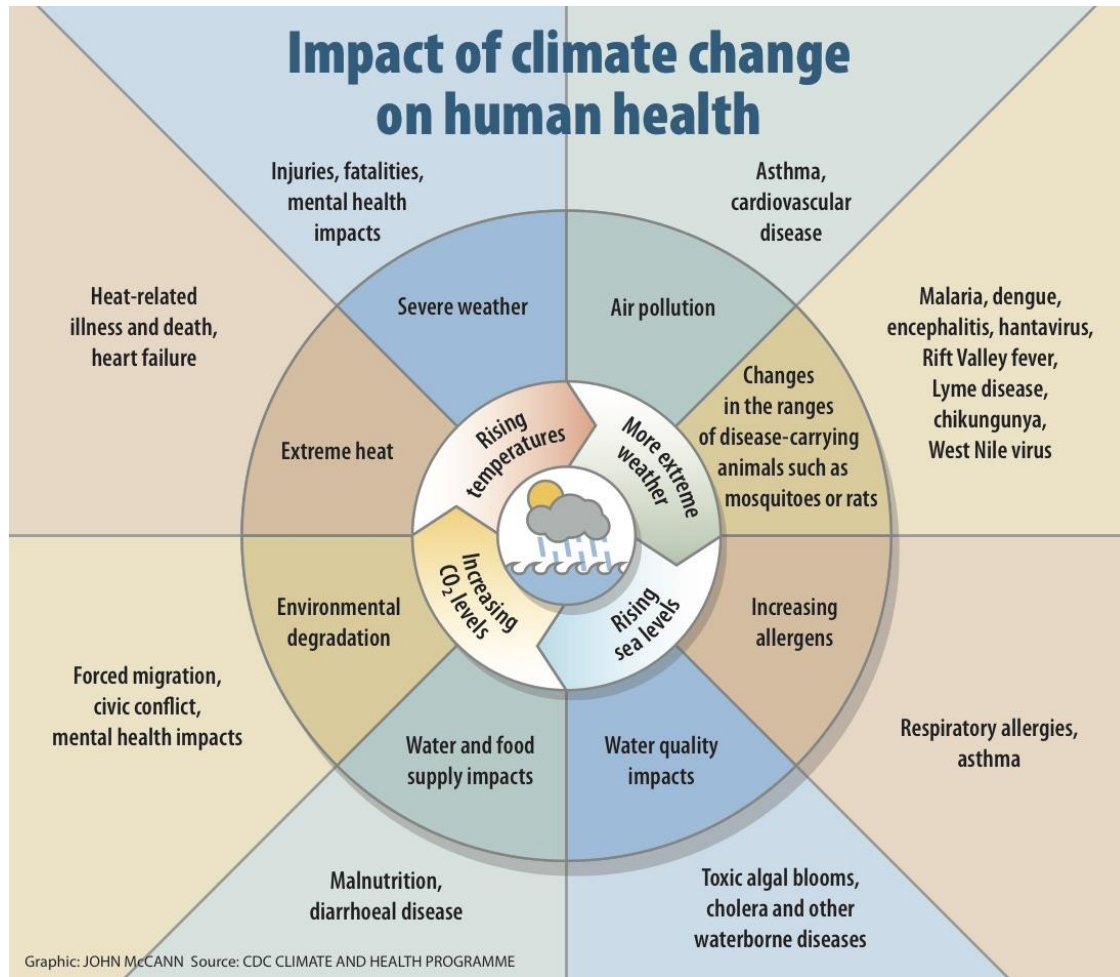 Impact of climate change
on human health
Injuries, fatalities,
mental health
impacts
Asthma,
cardiovascular
disease
Heat-related
illness and death,
heart failure
Malaria, dengue,
encephalitis, hantavirus,
Rift Valley fever,
Lyme disease,
chikungunya,
West Nile virus
Severe weather
Air pollution
Extreme heat
Changes
in the ranges
of disease-carrying
animals such as
mosquitoes or rats
Rising
temperatures
More extreme
weather
Increasing
CO₂ levels
Rising
sea levels
Environmental
degradation
Increasing
allergens
Water and food
supply impacts
Water quality
impacts
Forced migration,
civic conflict,
mental health impacts
Respiratory allergies,
asthma
Malnutrition,
diarrhoeal disease
Toxic algal blooms,
cholera and other
waterborne diseases
Graphic: JOHN McCANN Source: CDC CLIMATE AND HEALTH PROGRAMME